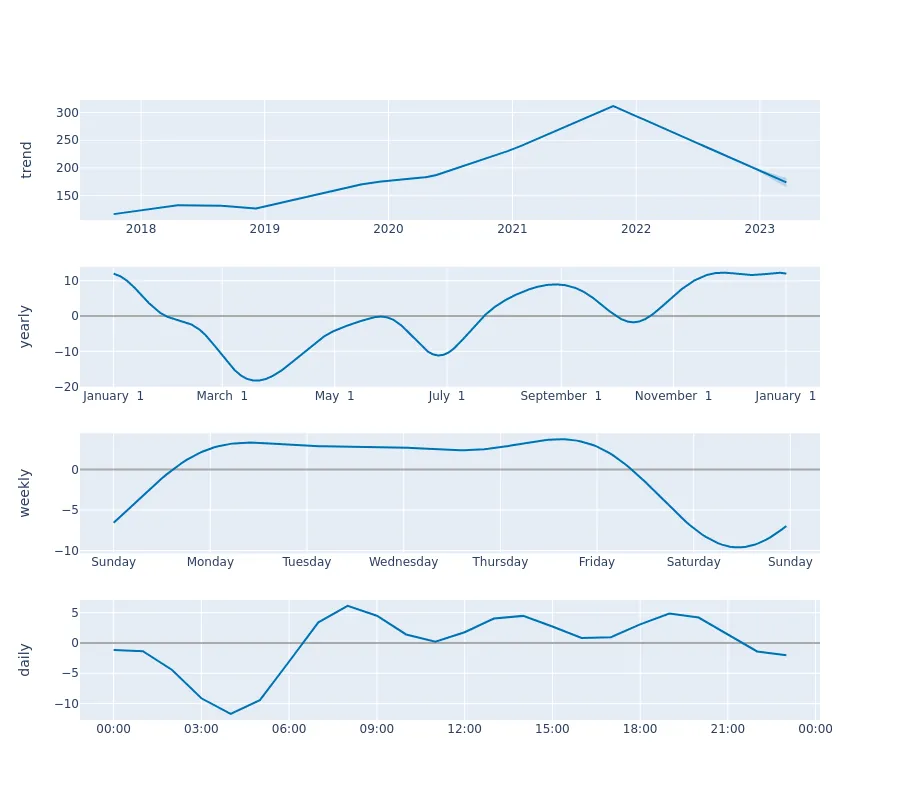 trend
300
250
200
150
2018 2019 2020 2021 2022 2023
yearly
10
0
−10
−20
January 1 March 1 May 1 July 1 September 1 November 1 January 1
weekly
0
−5
−10
Sunday Monday Tuesday Wednesday Thursday Friday Saturday Sunday
daily
5
0
−5
−10
00:00 03:00 06:00 09:00 12:00 15:00 18:00 21:00 00:00